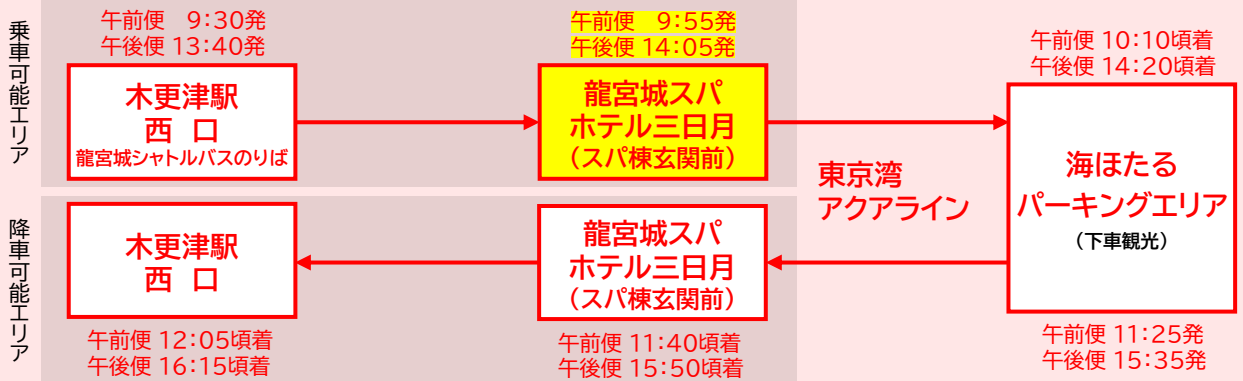 乗車可能エリア
午前便　9:30発
午後便 13:40発
木更津駅
西 口
龍宮城シャトルバスのりば
午前便　9:55発
午後便 14:05発
龍宮城スパ
ホテル三日月
(スパ棟玄関前)
午前便 10:10頃着
午後便 14:20頃着
海ほたる
パーキングエリア
(下車観光)
午前便 11:25発
午後便 15:35発
東京湾
アクアライン
降車可能エリア
龍宮城スパ
ホテル三日月
(スパ棟玄関前)
午前便 11:40頃着
午後便 15:50頃着
木更津駅
西 口
午前便 12:05頃着
午後便 16:15頃着